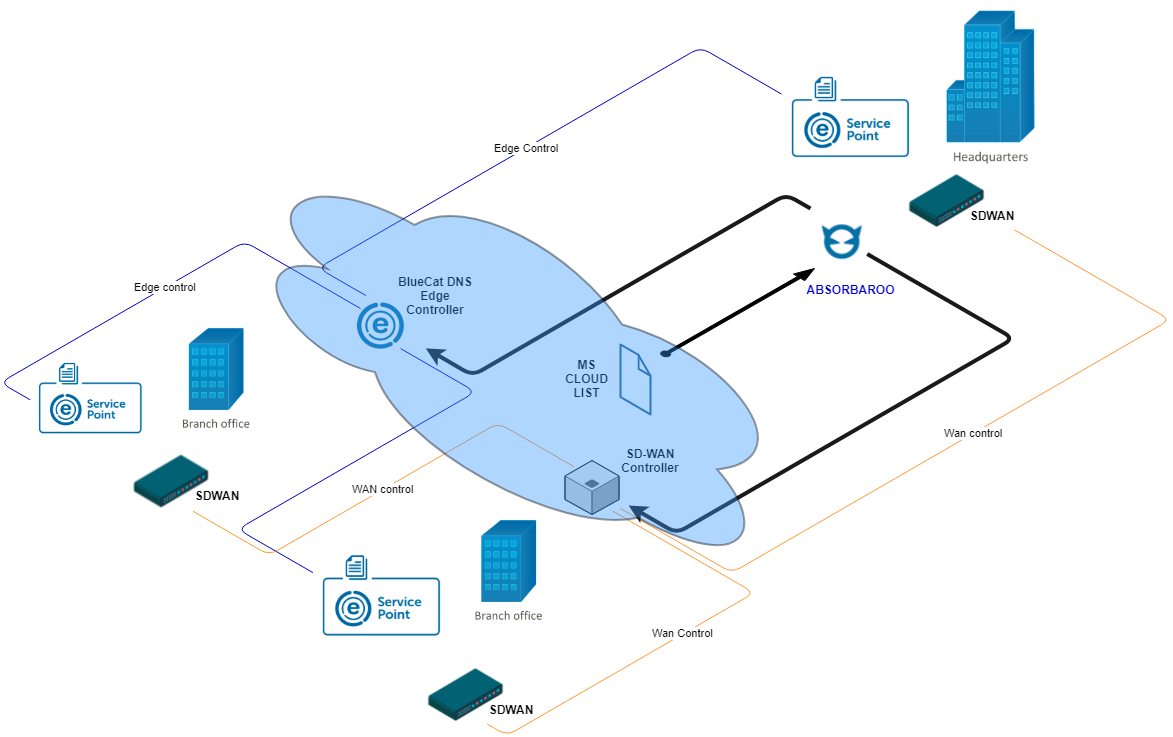 Service
Point
Headquarters
Edge Control
SDWAN
BlueCat DNS
Edge
Controller
Edge control
ABSORBAROO
MS
CLOUD
LIST
Service
Point
Branch office
Wan control
SD-WAN
Controller
WAN control
SDWAN
Service
Point
Branch office
Wan Control
SDWAN